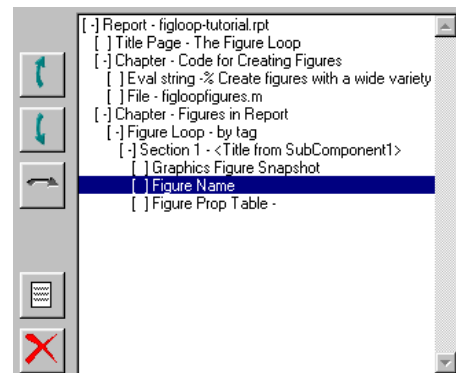 [-] Report - figloop-tutorial.rpt
[ ] Title Page - The Figure Loop
[-] Chapter - Code for Creating Figures
[ ] Eval string -% Create figures with a wide variety
[ ] File - figloopfigures.m
[-] Chapter - Figures in Report
[-] Figure Loop - by tag
[-] Section 1 - <Title from SubComponent1>
[ ] Graphics Figure Snapshot
[ ] Figure Name
[ ] Figure Prop Table -